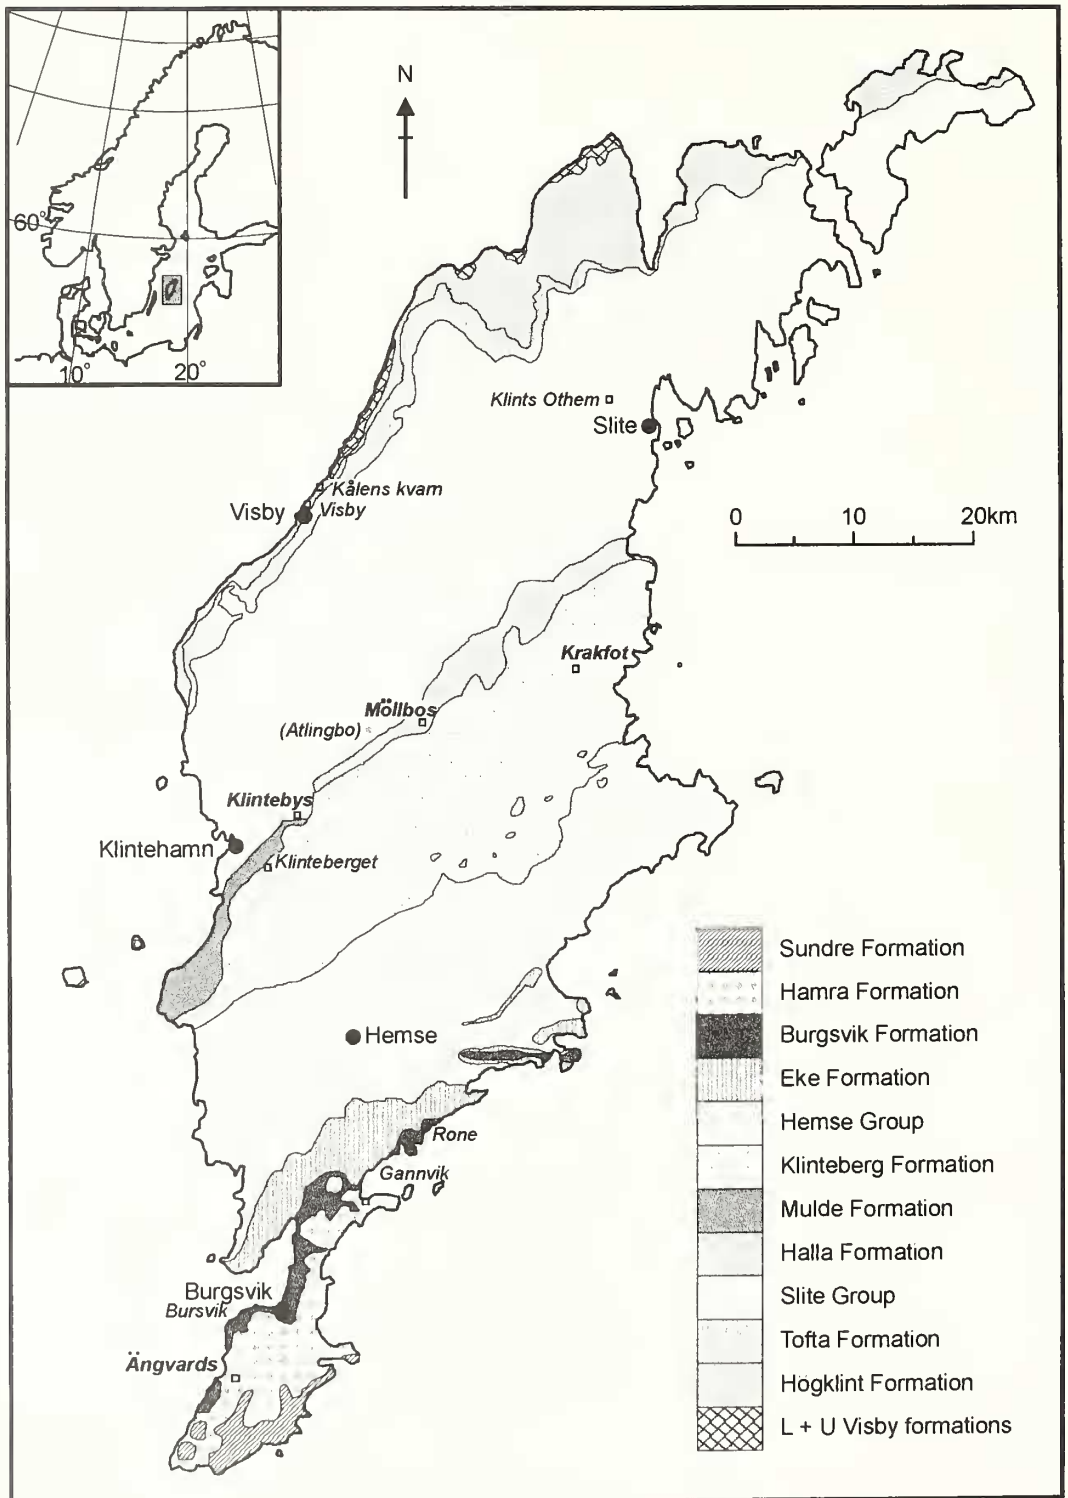 N
60°
10°
20°
Klints Othem
Slite
Kålens kvarn
Visby
Visby
0 10 20km
Krakfot
Möllbos
(Atlingbo)
Klintebys
Klintehamn
Klinteberget
Hemse
Rone
Gannvik
Burgsvik
Bursvik
Ängvards
Sundre Formation
Hamra Formation
Burgsvik Formation
Eke Formation
Hemse Group
Klinteberg Formation
Mulde Formation
Halla Formation
Slite Group
Tofta Formation
Högklint Formation
L + U Visby formations